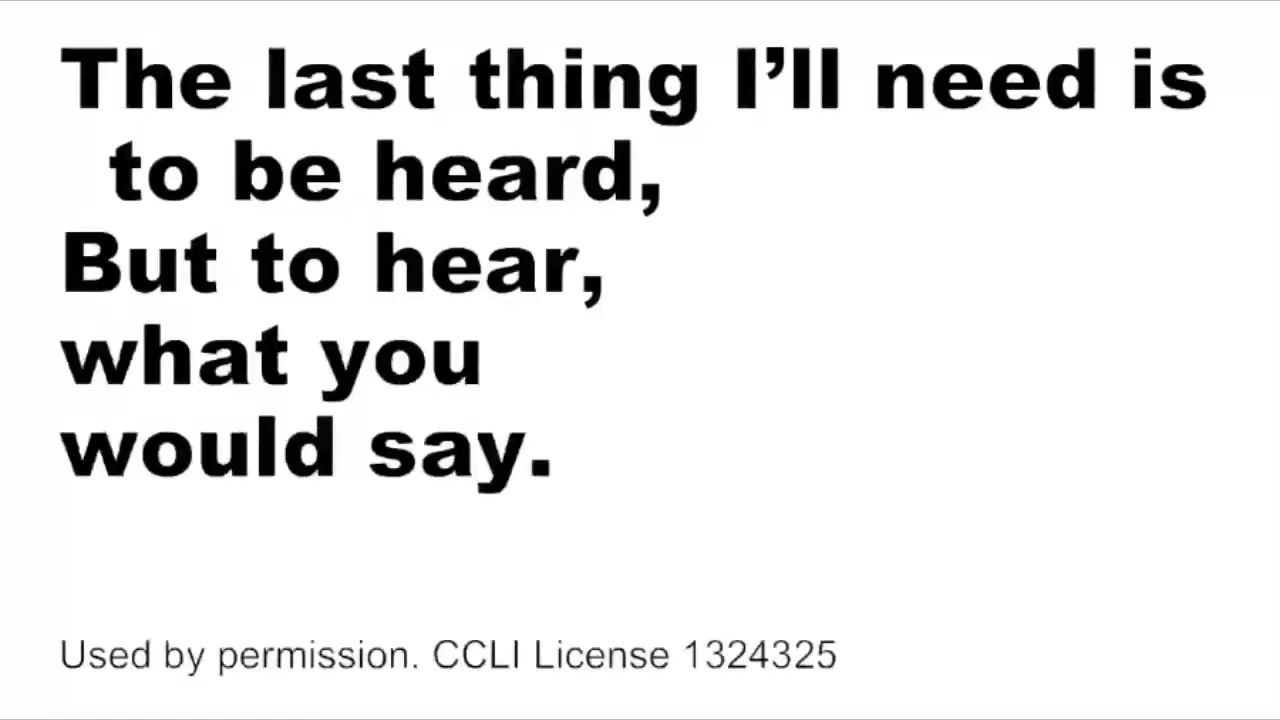 The last thing I’ll need is
to be heard,
But to hear,
what you
would say.
Used by permission. CCLI License 1324325